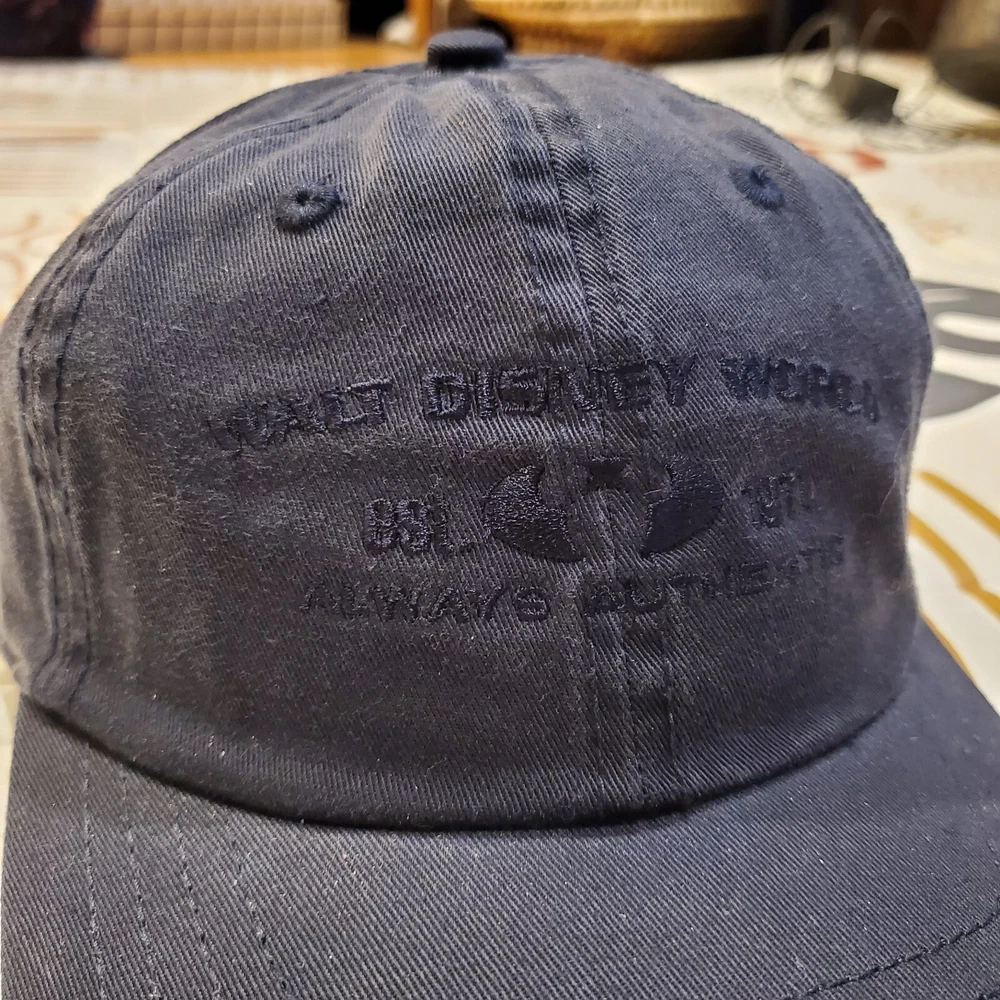 WALT DISNEY WORLD
EST. 1971
ALWAYS AUTHENTIC